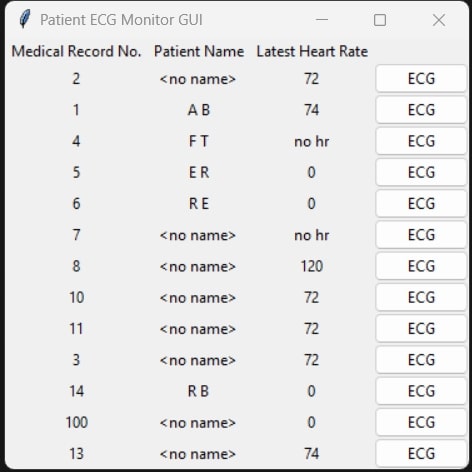 Patient ECG Monitor GUI
Medical Record No. Patient Name Latest Heart Rate
2 <no name> 72 ECG
1 A B 74 ECG
4 F T no hr ECG
5 E R 0 ECG
6 R E 0 ECG
7 <no name> no hr ECG
8 <no name> 120 ECG
10 <no name> 72 ECG
11 <no name> 72 ECG
3 <no name> 72 ECG
14 R B 0 ECG
100 <no name> 0 ECG
13 <no name> 74 ECG